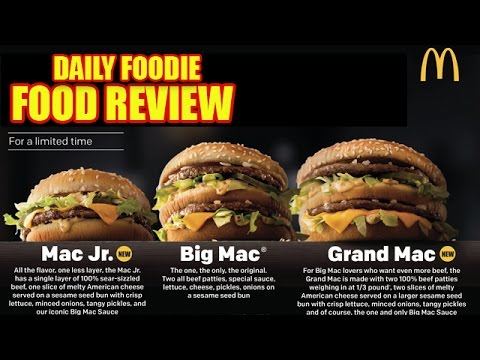 DAILY FOODIE
FOOD REVIEW
For a limited time
Mac Jr. NEW
All the flavor, one less layer, the Mac Jr.
has a single layer of 100% sear-sizzled
beef, one slice of melty American cheese
served on a sesame seed bun with crisp
lettuce, minced onions, tangy pickles, and
our iconic Big Mac Sauce
Big Mac®
The one, the only, the original.
Two all beef patties, special sauce,
lettuce, cheese, pickles, onions on
a sesame seed bun
Grand Mac NEW
For Big Mac lovers who want even more beef, the
Grand Mac is made with two 100% beef patties
weighing in at 1/3 pound¹, two slices of melty
American cheese served on a larger sesame seed
bun with crisp lettuce, minced onions, tangy pickles
and of course, the one and only Big Mac Sauce